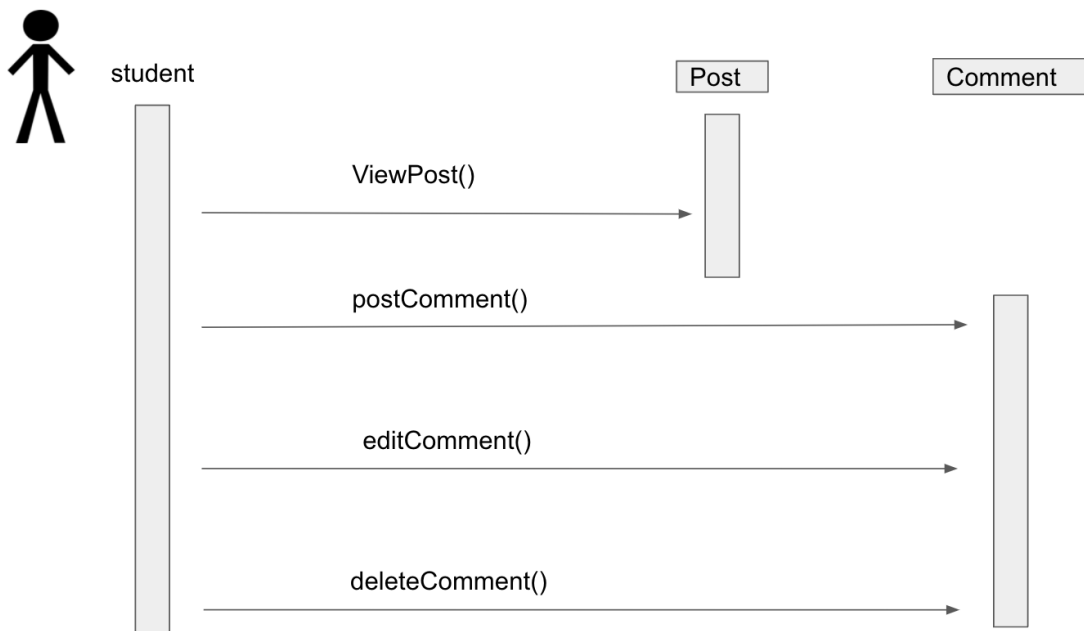 student
Post
Comment
ViewPost()
postComment()
editComment()
deleteComment()